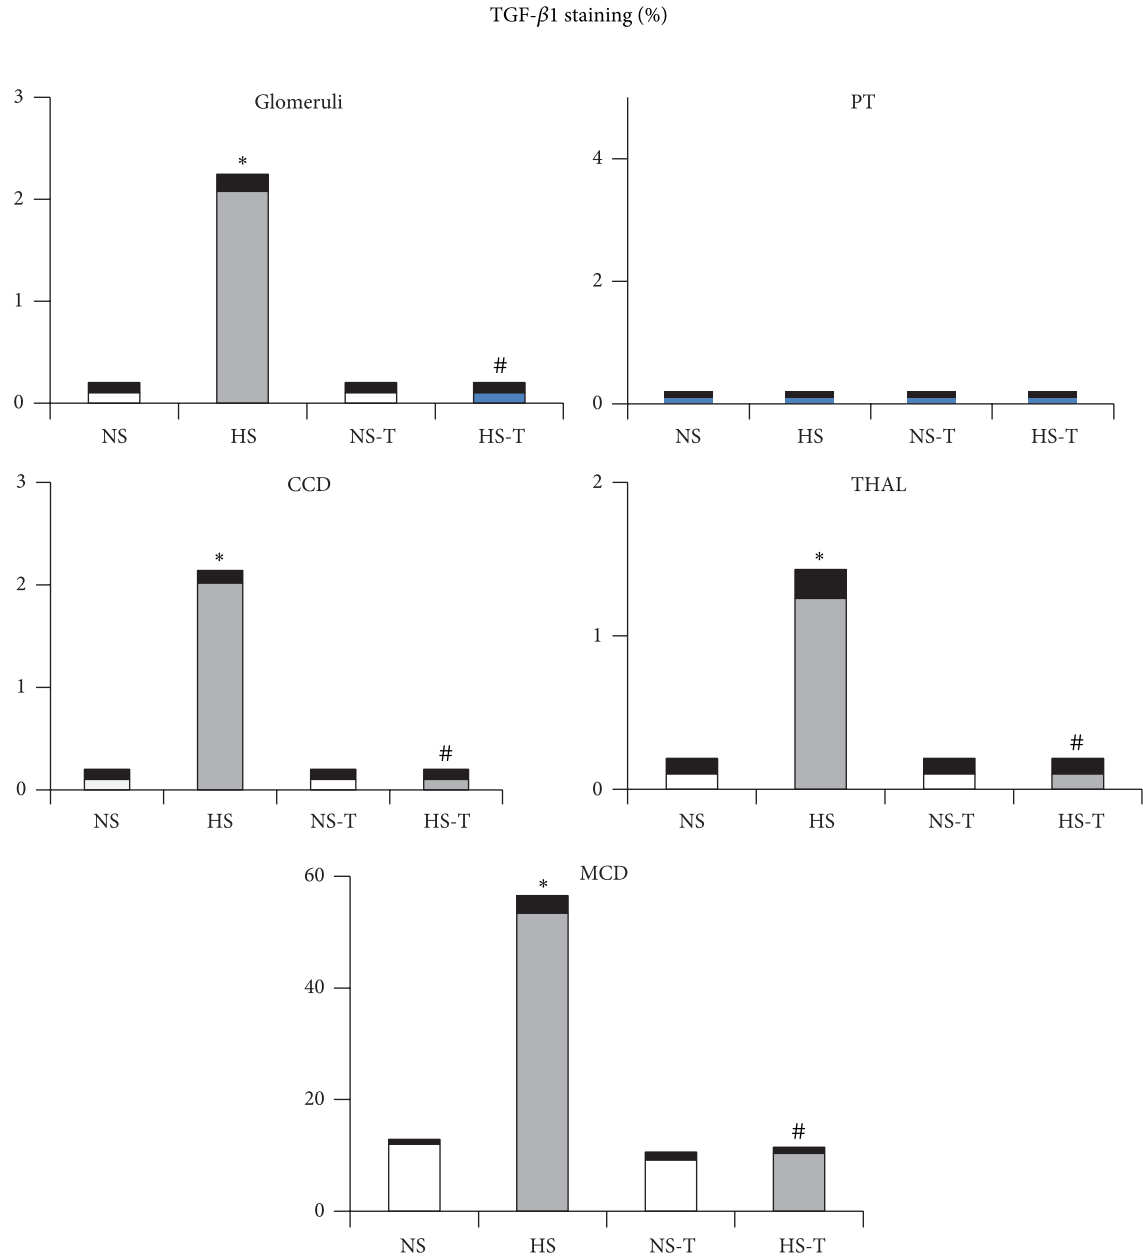 TGF-β1 staining (%)
Glomeruli
3
2
1
0
*
#
NS HS NS-T HS-T
PT
4
2
0
NS HS NS-T HS-T
CCD
3
2
1
0
*
#
NS HS NS-T HS-T
THAL
2
1
0
*
#
NS HS NS-T HS-T
MCD
60
40
20
0
*
#
NS HS NS-T HS-T